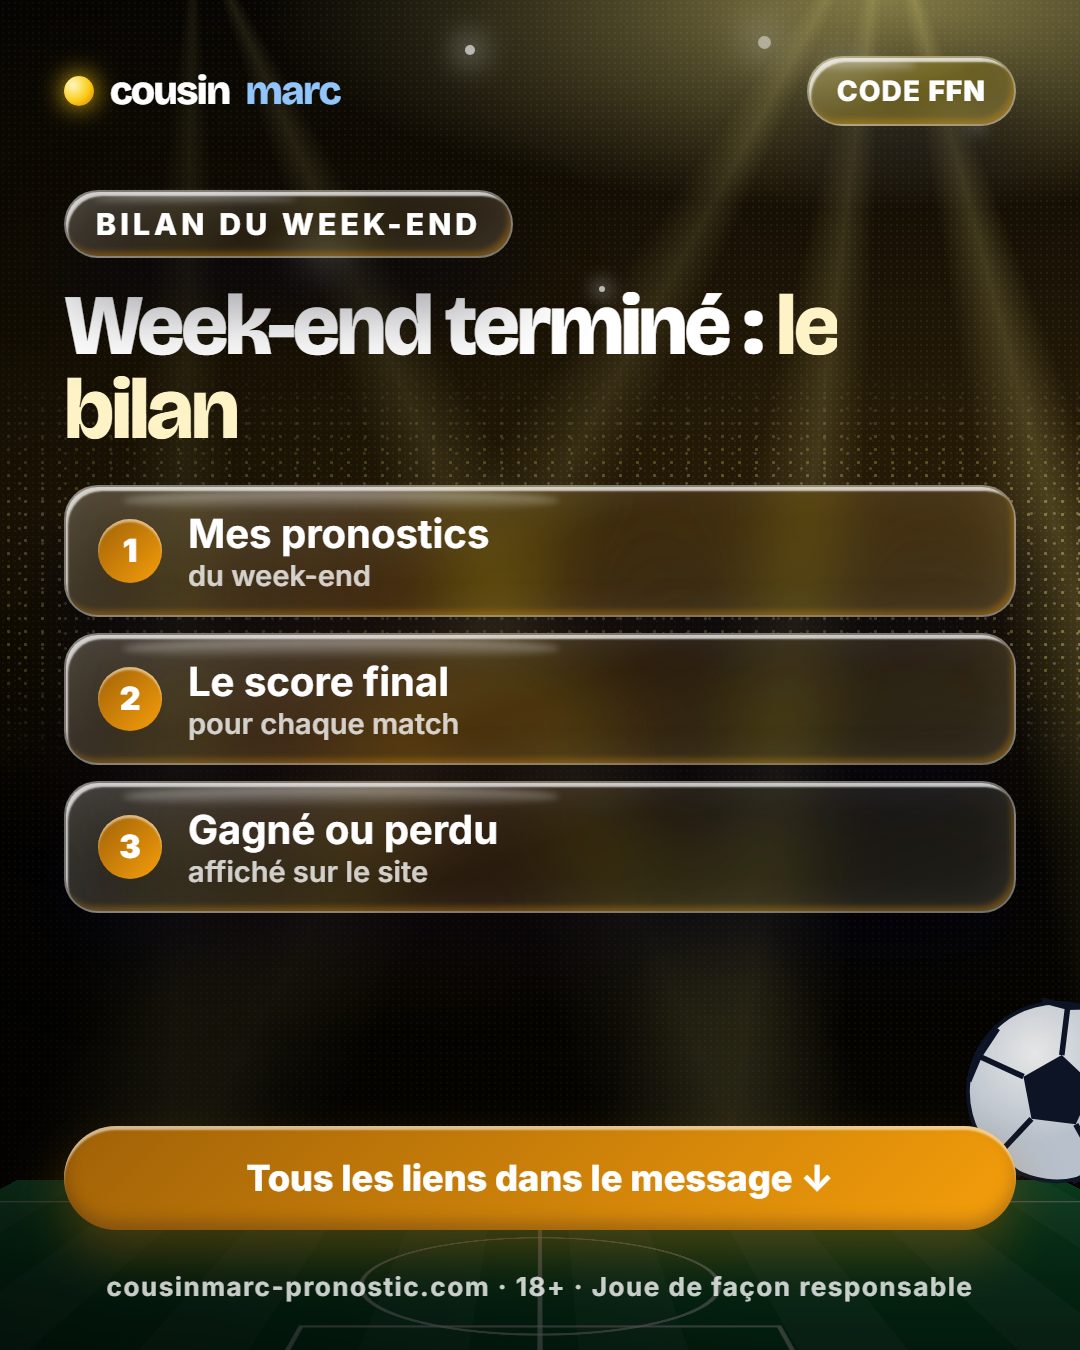 cousin marc
CODE FFN
BILAN DU WEEK-END
Week-end terminé : le
bilan
1
Mes pronostics
du week-end
2
Le score final
pour chaque match
3
Gagné ou perdu
affiché sur le site
Tous les liens dans le message ↓
cousinmarc-pronostic.com · 18+ · Joue de façon responsable